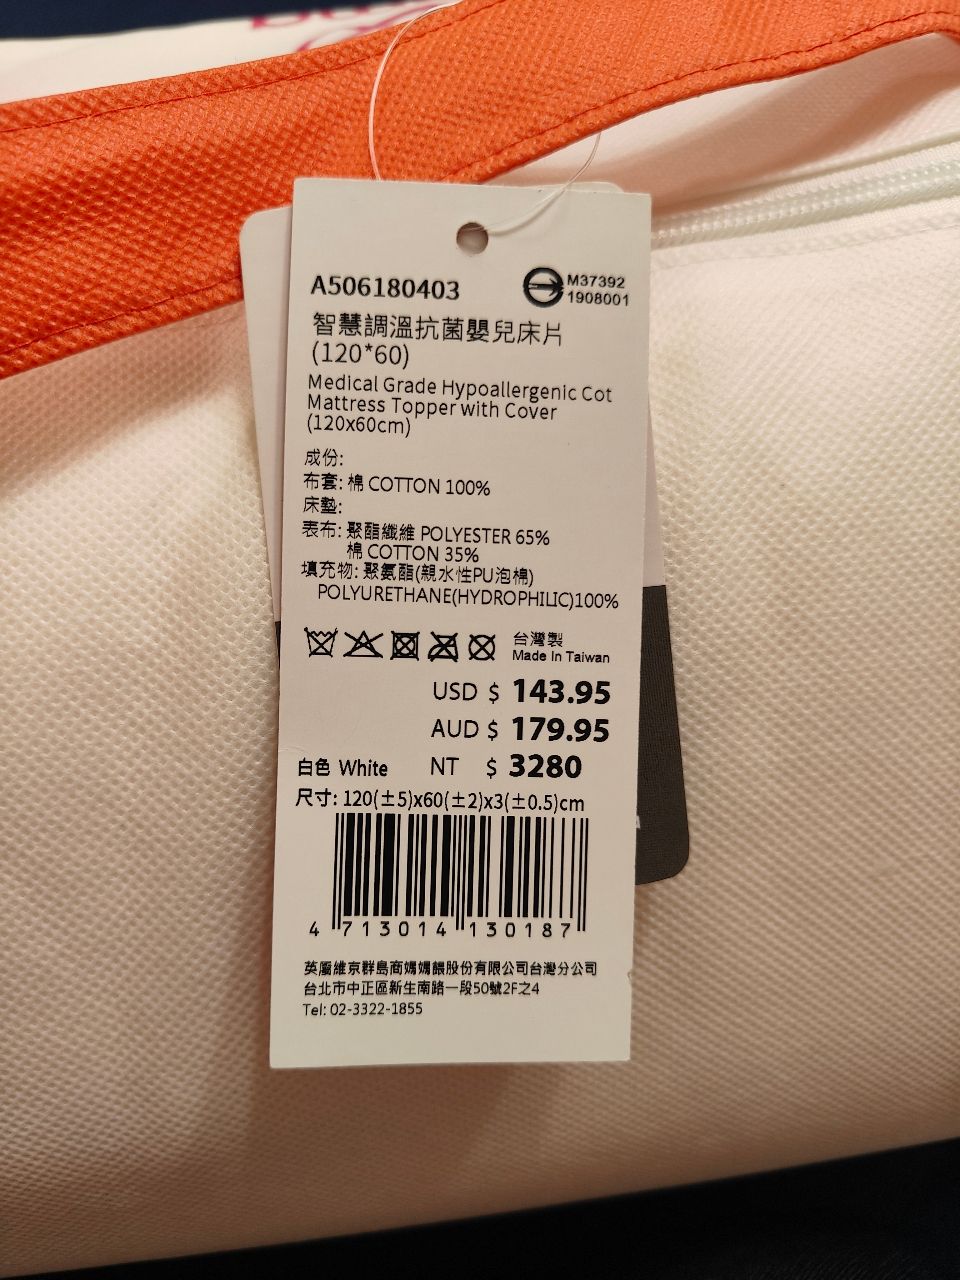 A506180403
M37392
1908001
智慧調溫抗菌嬰兒床片
(120*60)
Medical Grade Hypoallergenic Cot
Mattress Topper with Cover
(120x60cm)
成份:
布套: 棉 COTTON 100%
床墊:
表布: 聚酯纖維 POLYESTER 65%
棉 COTTON 35%
填充物: 聚氨酯(親水性PU泡棉)
POLYURETHANE(HYDROPHILIC)100%
台灣製
Made In Taiwan
USD $ 143.95
AUD $ 179.95
白色 White NT $ 3280
尺寸: 120(±5)x60(±2)x3(±0.5)cm
4 713014 130187
英屬維京群島商媽媽餵股份有限公司台灣分公司
台北市中正區新生南路一段50號2F之4
Tel: 02-3322-1855